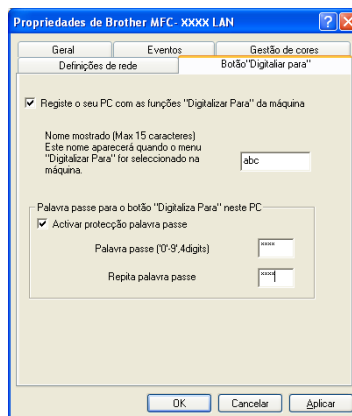 Propriedades de Brother MFC- XXXX LAN
Geral
Eventos
Gestão de cores
Definições de rede
Botão"Digitaliar para"
Registe o seu PC com as funções "Digitalizar Para" da máquina
Nome mostrado (Max 15 caracteres)
Este nome aparecerá quando o menu
"Digitalizar Para" for seleccionado na
máquina.
abc
Palavra passe para o botão "Digitaliza Para" neste PC
Activar protecção palavra passe
Palavra passe ('0'-'9',4digits)
xxxx
Repita palavra passe
xxxx
OK
Cancelar
Aplicar